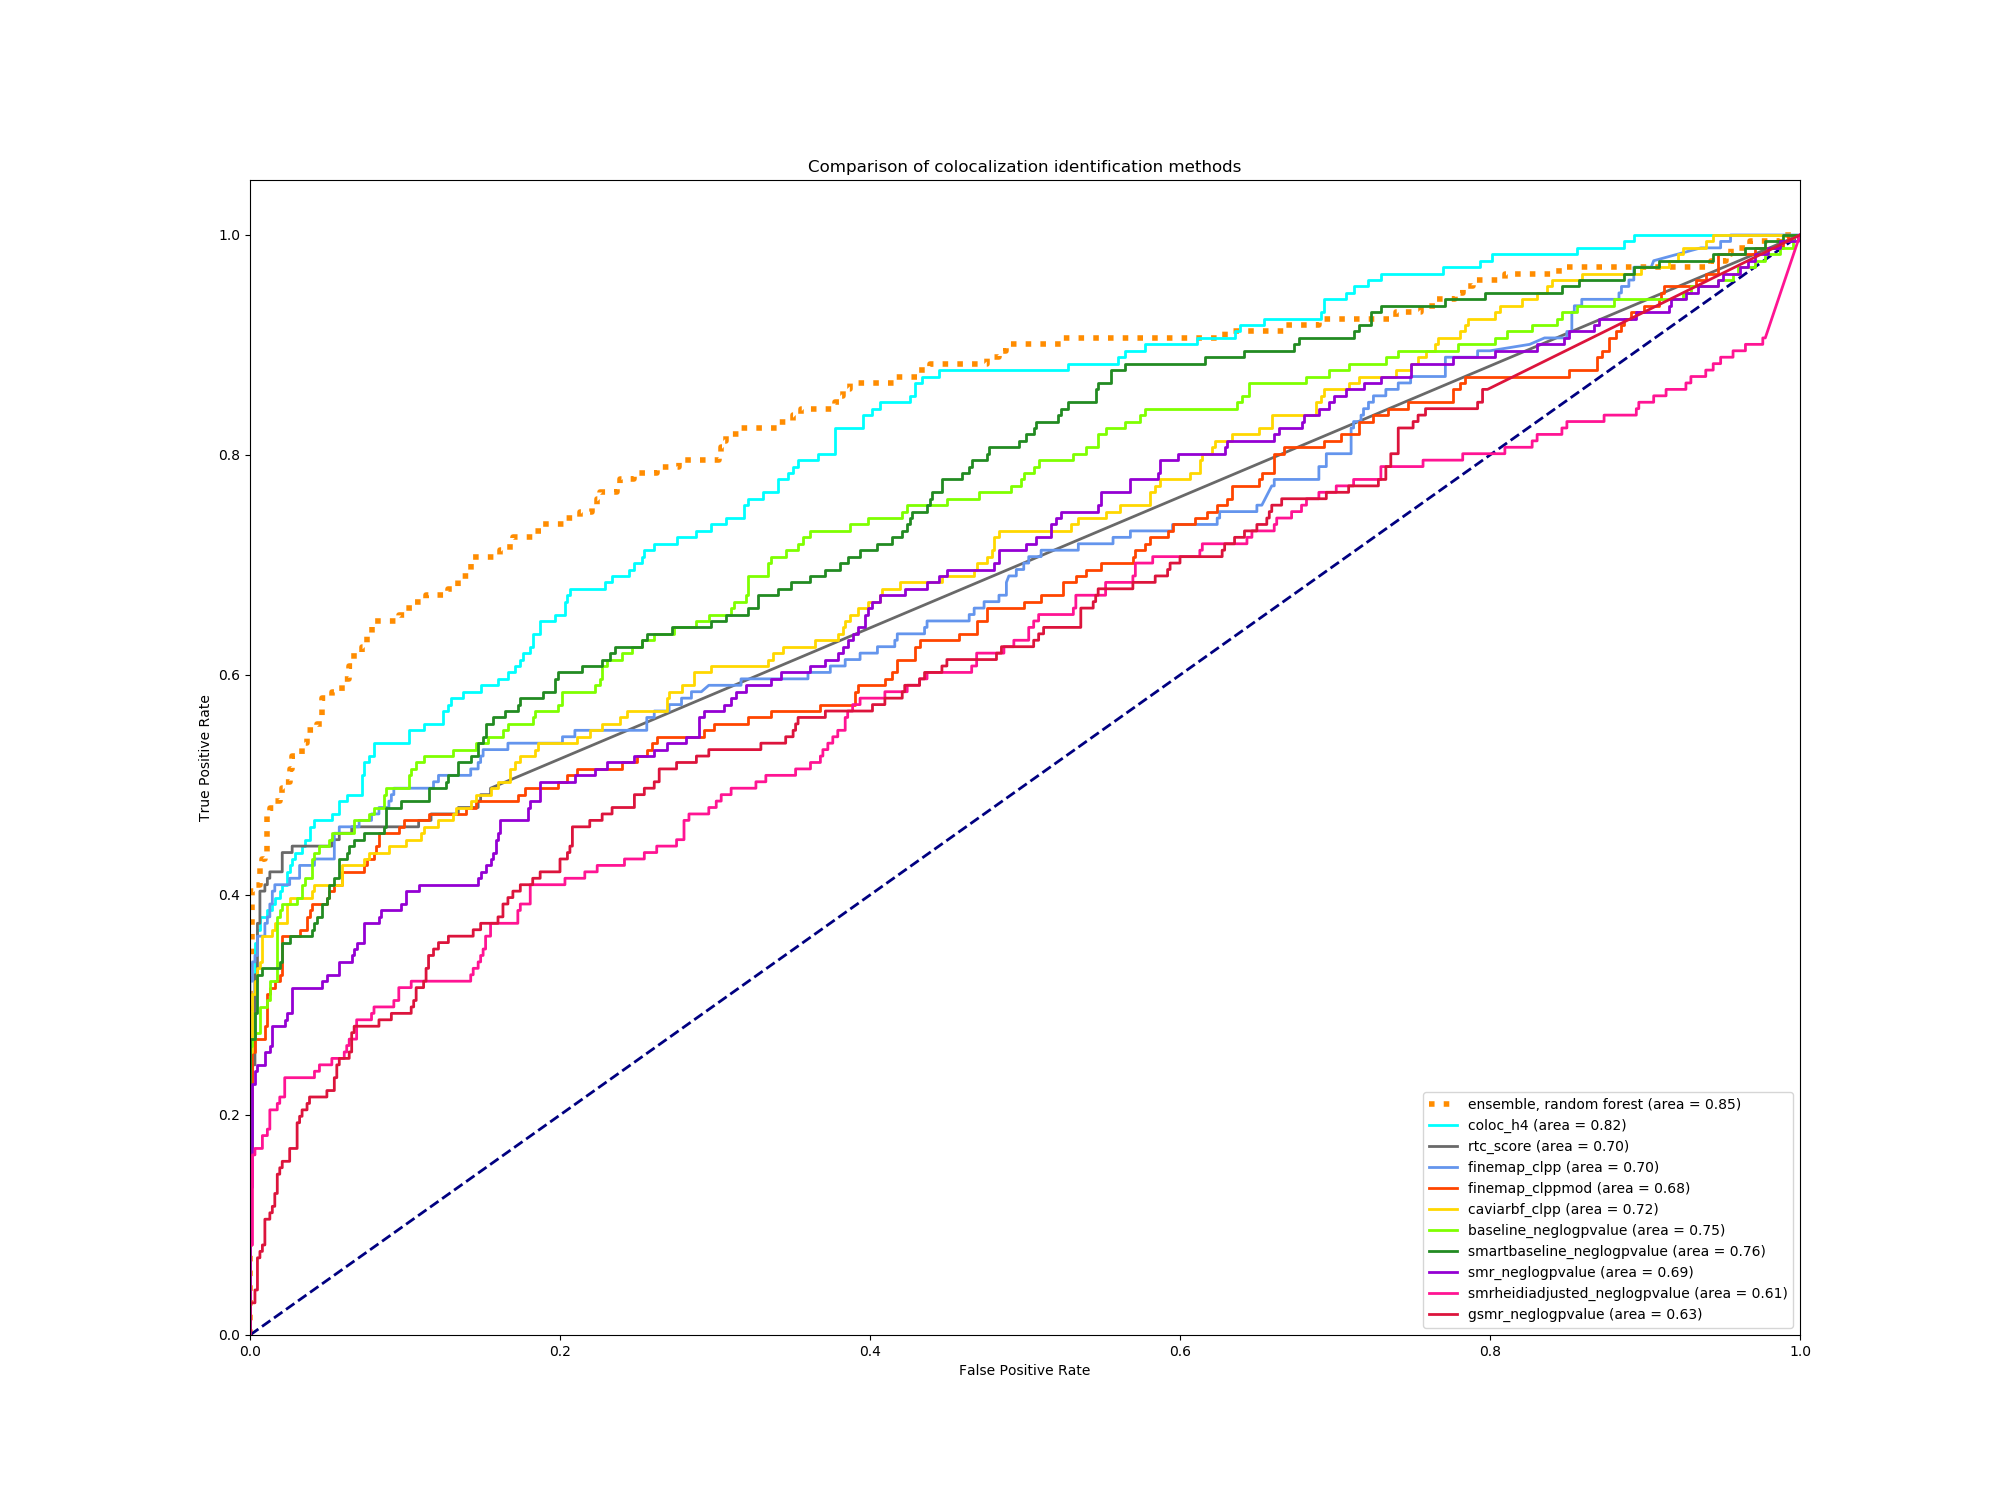 Comparison of colocalization identification methods
True Positive Rate
1.0
0.8
0.6
0.4
0.2
0.0
0.0 0.2 0.4 0.6 0.8 1.0
False Positive Rate
ensemble, random forest (area = 0.85)
coloc_h4 (area = 0.82)
rtc_score (area = 0.70)
finemap_clpp (area = 0.70)
finemap_clppmod (area = 0.68)
caviarbf_clpp (area = 0.72)
baseline_neglogpvalue (area = 0.75)
smartbaseline_neglogpvalue (area = 0.76)
smr_neglogpvalue (area = 0.69)
smrheidiadjusted_neglogpvalue (area = 0.61)
gsmr_neglogpvalue (area = 0.63)